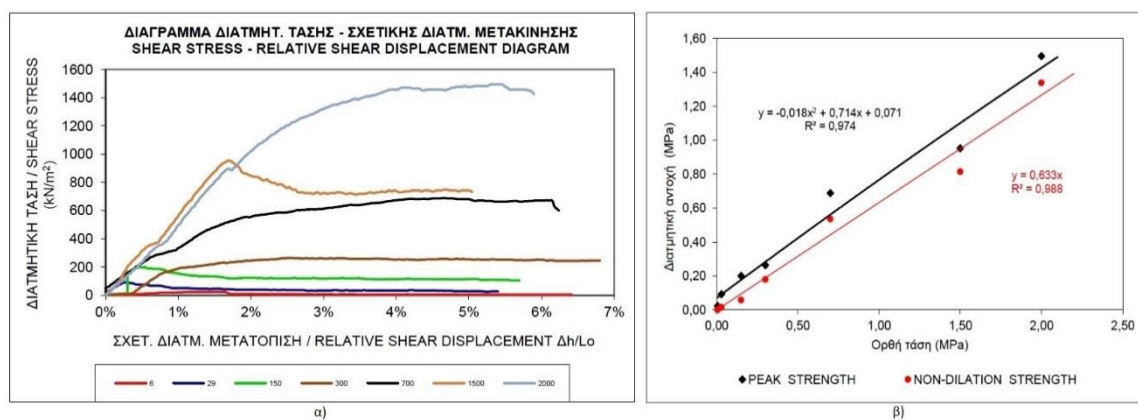 ΔΙΑΓΡΑΜΜΑ ΔΙΑΤΜΗΤ. ΤΑΣΗΣ - ΣΧΕΤΙΚΗΣ ΔΙΑΤΜ. ΜΕΤΑΚΙΝΗΣΗΣ
SHEAR STRESS - RELATIVE SHEAR DISPLACEMENT DIAGRAM
ΔΙΑΤΜΗΤΙΚΗ ΤΑΣΗ / SHEAR STRESS
(kN/m²)
1600
1400
1200
1000
800
600
400
200
0
0% 1% 2% 3% 4% 5% 6% 7%
ΣΧΕΤ. ΔΙΑΤΜ. ΜΕΤΑΤΟΠΙΣΗ / RELATIVE SHEAR DISPLACEMENT Δh/Lo
6 29 150 300 700 1500 2000
α)
Διατμητική αντοχή (MPa)
1,60
1,40
1,20
1,00
0,80
0,60
0,40
0,20
0,00
y = -0,018x² + 0,714x + 0,071
R² = 0,974
y = 0,633x
R² = 0,988
0,00 0,50 1,00 1,50 2,00 2,50
Ορθή τάση (MPa)
PEAK STRENGTH NON-DILATION STRENGTH
β)